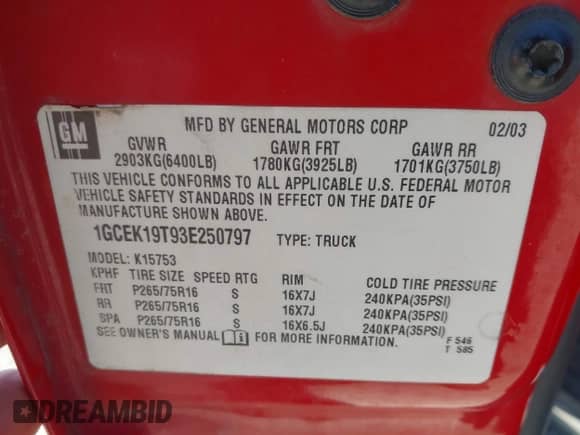 GM
MFD BY GENERAL MOTORS CORP 02/03
GVWR GAWR FRT GAWR RR
2903KG(6400LB) 1780KG(3925LB) 1701KG(3750LB)
THIS VEHICLE CONFORMS TO ALL APPLICABLE U.S. FEDERAL MOTOR
VEHICLE SAFETY STANDARDS IN EFFECT ON THE DATE OF
MANUFACTURE SHOWN ABOVE.
1GCEK19T93E250797 TYPE: TRUCK
MODEL: K15753
KPHF TIRE SIZE SPEED RTG RIM COLD TIRE PRESSURE
FRT P265/75R16 S 16X7J 240KPA(35PSI)
RR P265/75R16 S 16X7J 240KPA(35PSI)
SPA P265/75R16 S 16X6.5J 240KPA(35PSI)
SEE OWNER'S MANUAL FOR MORE INFORMATION.
F 546
T 585
DREAMBID